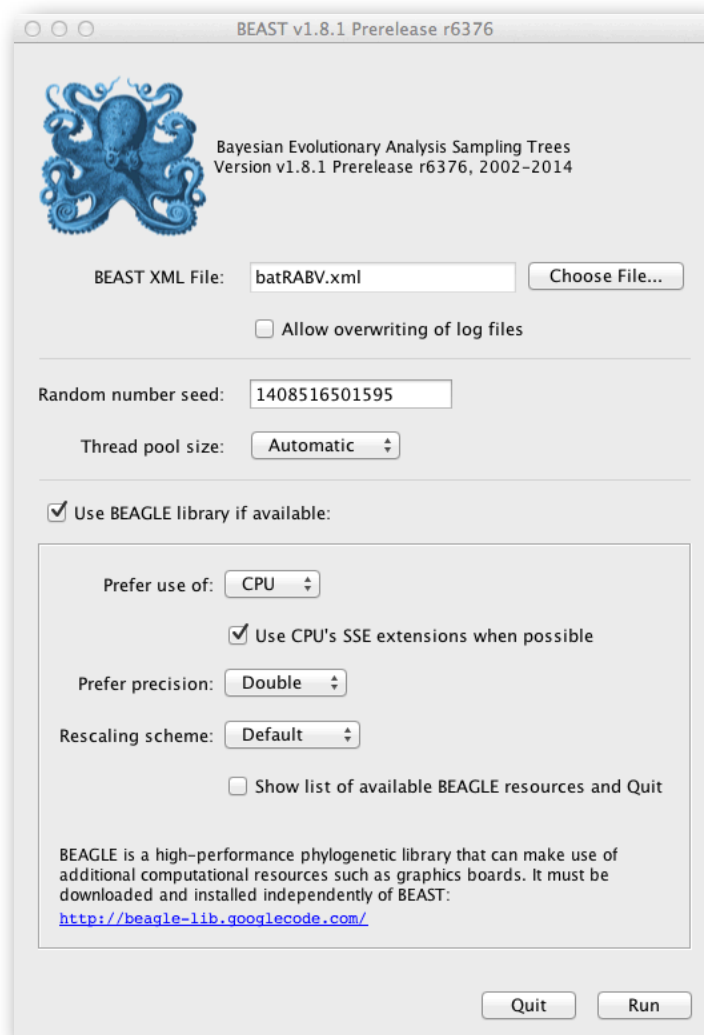 BEAST v1.8.1 Prerelease r6376
Bayesian Evolutionary Analysis Sampling Trees
Version v1.8.1 Prerelease r6376, 2002-2014
BEAST XML File: batRABV.xml Choose File...
Allow overwriting of log files
Random number seed: 1408516501595
Thread pool size: Automatic
Use BEAGLE library if available:
Prefer use of: CPU
Use CPU's SSE extensions when possible
Prefer precision: Double
Rescaling scheme: Default
Show list of available BEAGLE resources and Quit
BEAGLE is a high-performance phylogenetic library that can make use of
additional computational resources such as graphics boards. It must be
downloaded and installed independently of BEAST:
http://beagle-lib.googlecode.com/
Quit Run